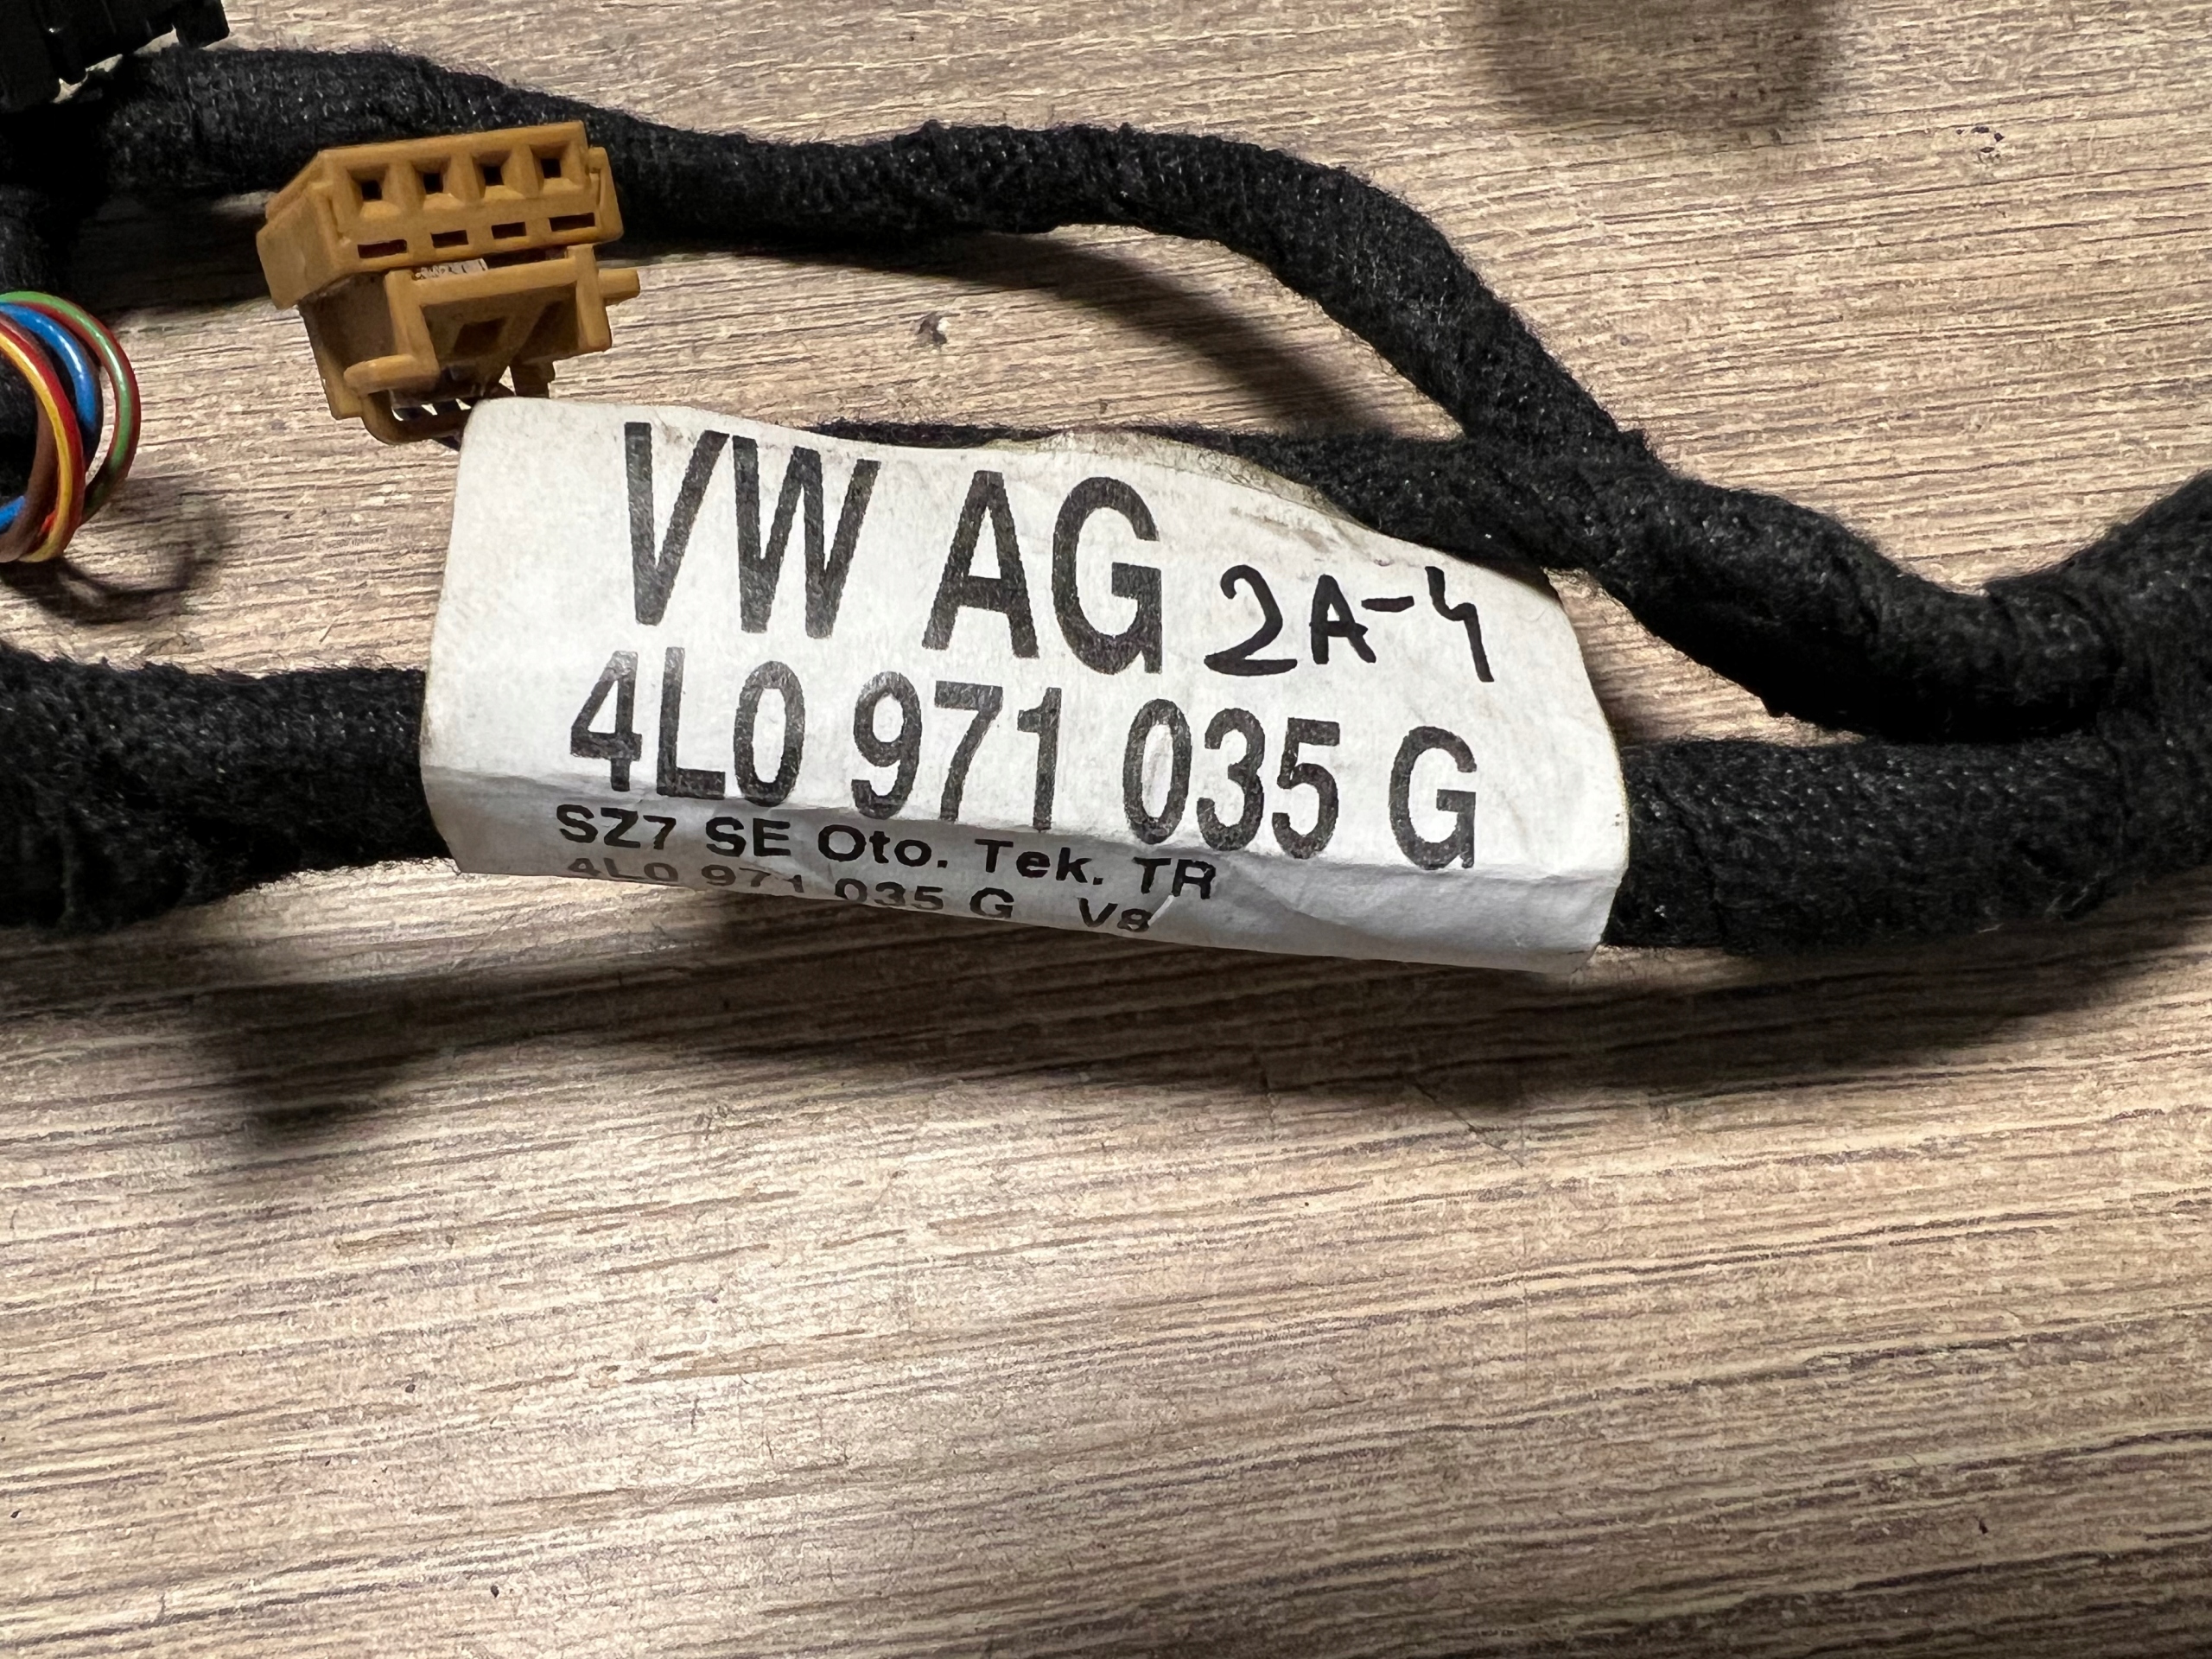 VW AG 2A-4
4L0 971 035 G
SZ7 SE Oto. Tek. TR
4L0 971 035 G V8